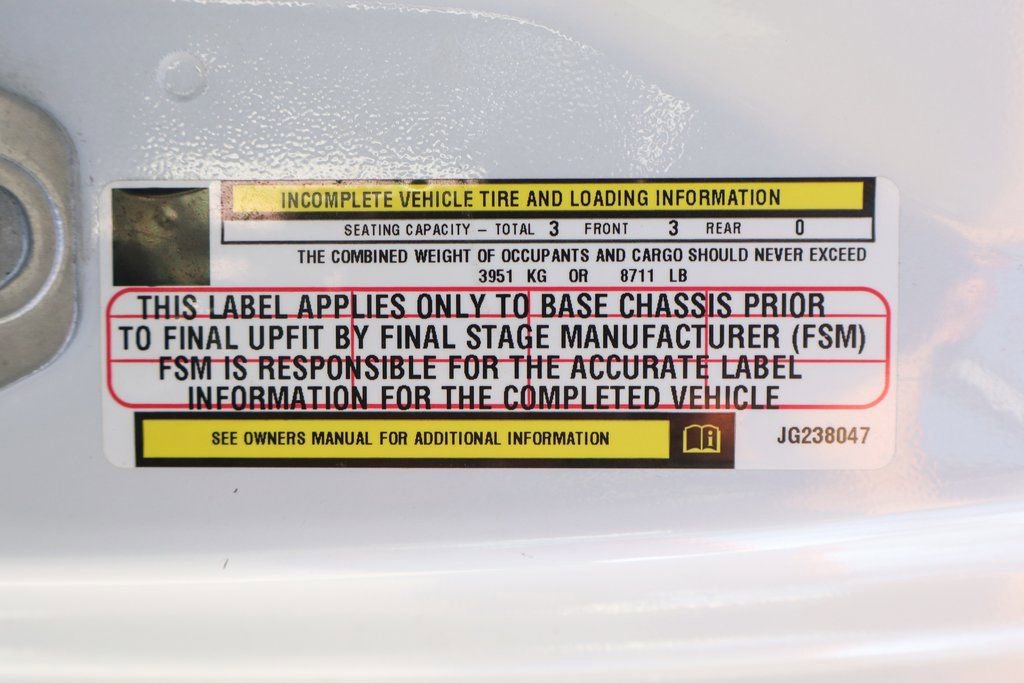 INCOMPLETE VEHICLE TIRE AND LOADING INFORMATION
SEATING CAPACITY – TOTAL 3 FRONT 3 REAR 0
THE COMBINED WEIGHT OF OCCUPANTS AND CARGO SHOULD NEVER EXCEED
3951 KG OR 8711 LB
THIS LABEL APPLIES ONLY TO BASE CHASSIS PRIOR
TO FINAL UPFIT BY FINAL STAGE MANUFACTURER (FSM)
FSM IS RESPONSIBLE FOR THE ACCURATE LABEL
INFORMATION FOR THE COMPLETED VEHICLE
SEE OWNERS MANUAL FOR ADDITIONAL INFORMATION
JG238047